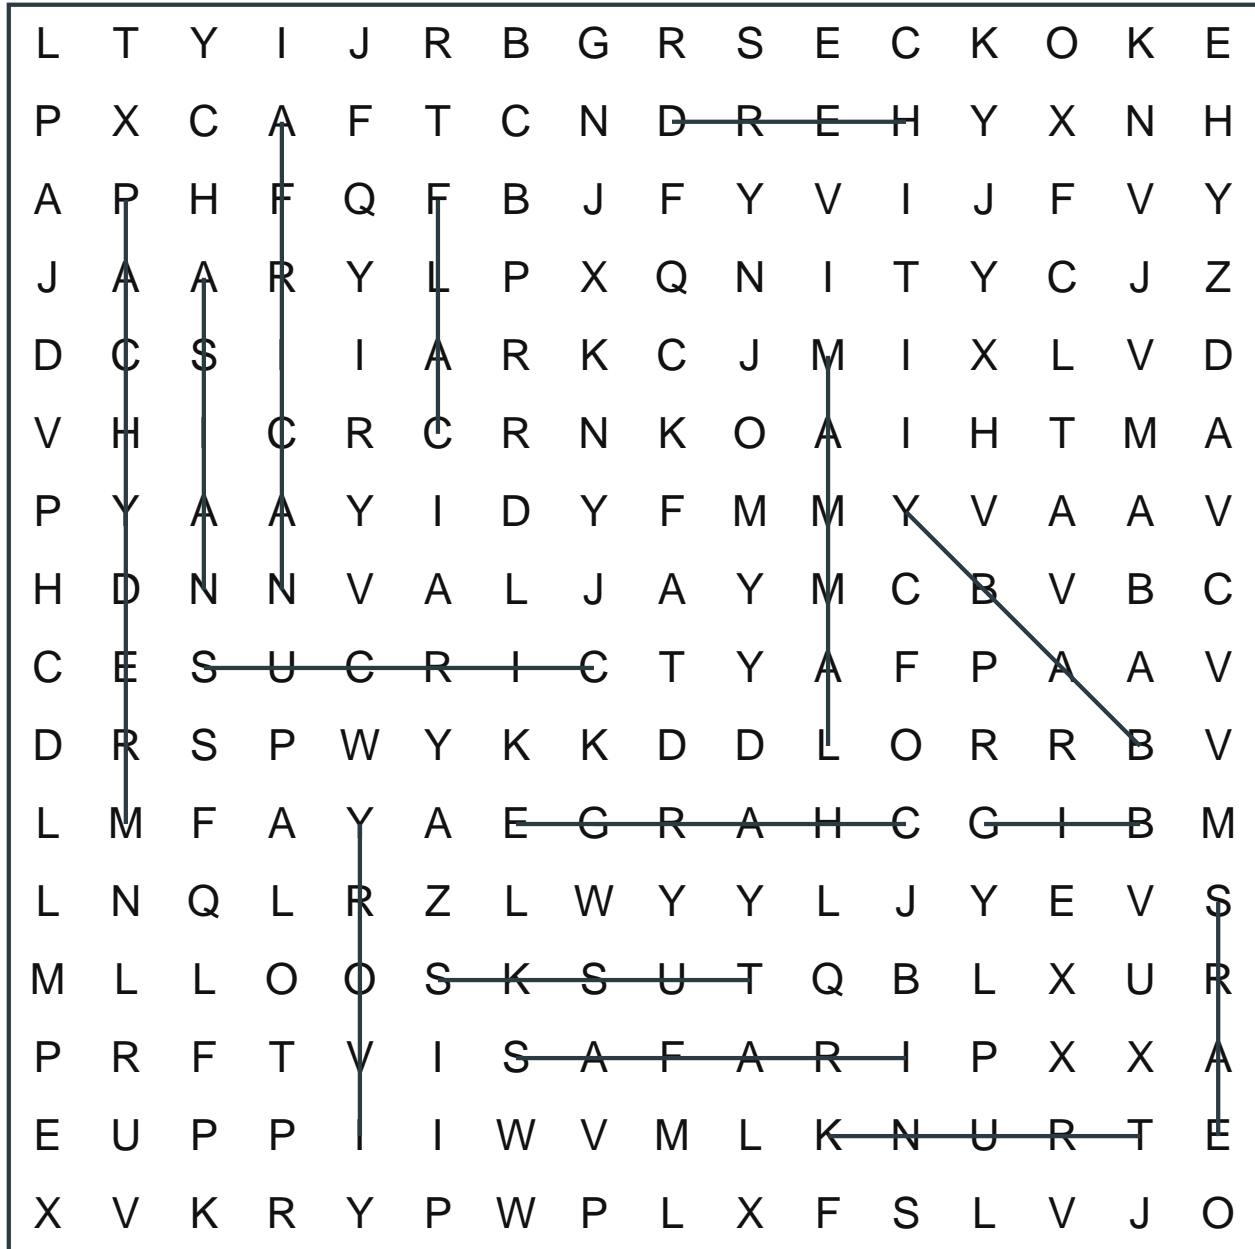 L T Y I J R B G R S E C K O K E
P X C A F T C N D R E H Y X N H
A P H F Q F B J F Y V I J F V Y
J A A R Y L P X Q N I T Y C J Z
D C S I I A R K C J M I X L V D
V H I C R C R N K O A I H T M A
P Y A A Y I D Y F M M Y V A A V
H D N N V A L J A Y M C B V B C
C E S U C R I C T Y A F P A A V
D R S P W Y K K D D L O R R B V
L M F A Y A E G R A H C G I B M
L N Q L R Z L W Y Y L J Y E V S
M L L O O S K S U T Q B L X U R
P R F T V I S A F A R I P X X A
E U P P I I W V M L K N U R T E
X V K R Y P W P L X F S L V J O